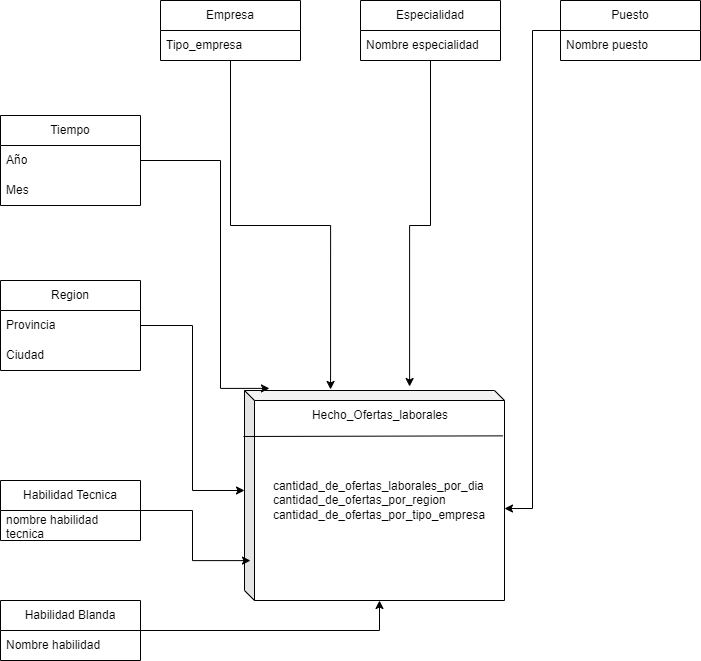 Empresa
Tipo_empresa
Especialidad
Nombre especialidad
Puesto
Nombre puesto
Tiempo
Año
Mes
Region
Provincia
Ciudad
Hecho_Ofertas_laborales
cantidad_de_ofertas_laborales_por_dia
cantidad_de_ofertas_por_region
cantidad_de_ofertas_por_tipo_empresa
Habilidad Tecnica
nombre habilidad
tecnica
Habilidad Blanda
Nombre habilidad